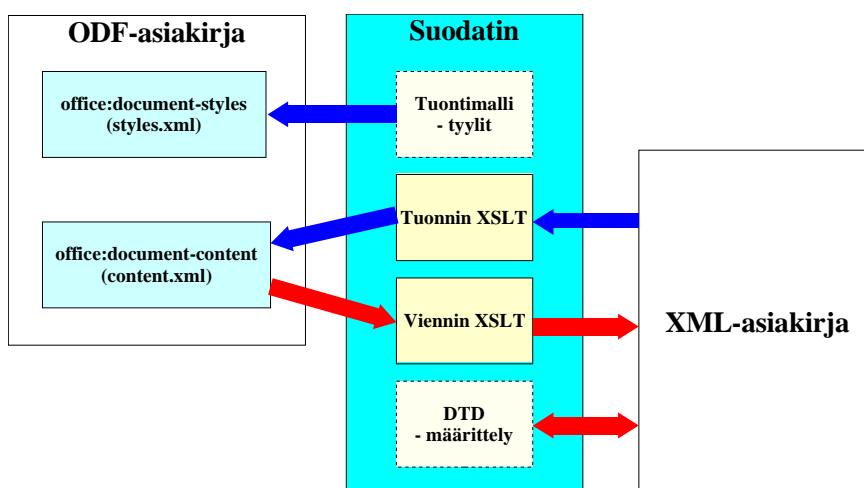 ODF-asiakirja
office:document-styles
(styles.xml)
office:document-content
(content.xml)
Suodatin
Tuontimalli
- tyylit
Tuonnin XSLT
Viennin XSLT
DTD
- määrittely
XML-asiakirja